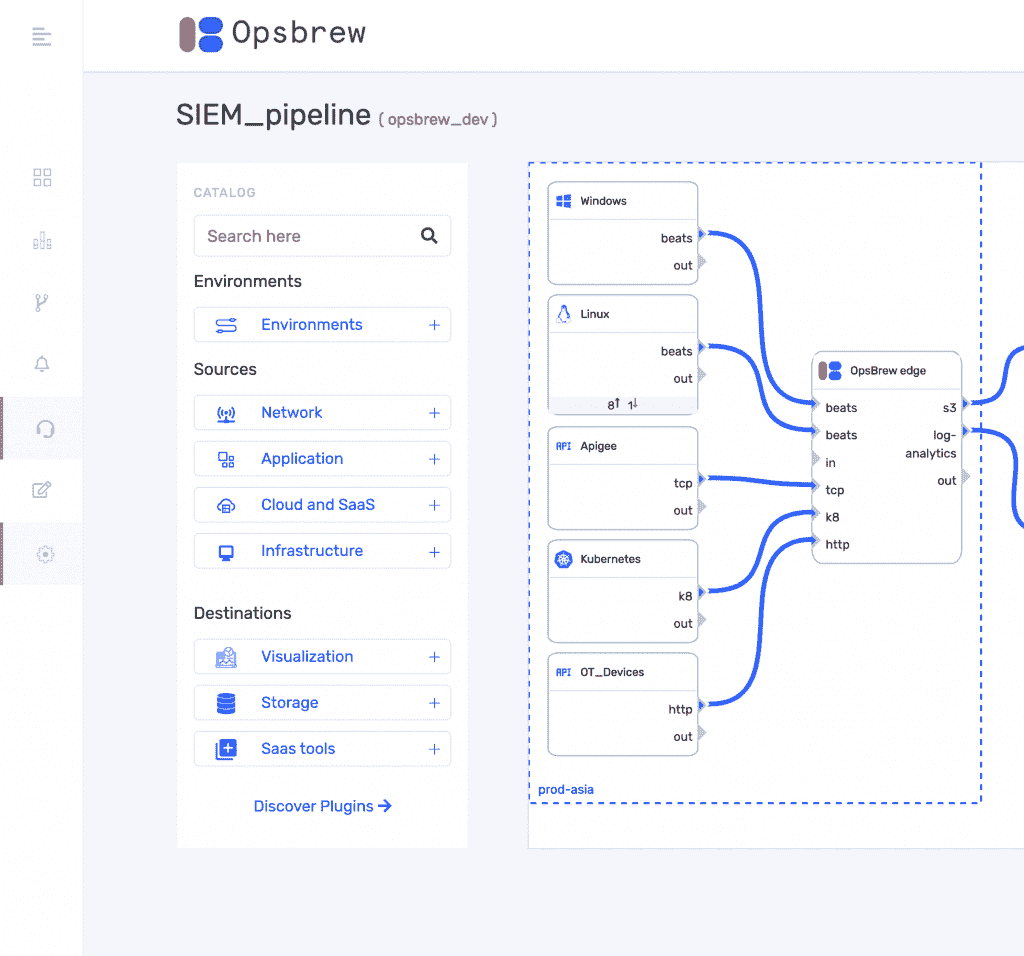 Opsbrew
SIEM_pipeline ( opsbrew_dev )
CATALOG
Search here
Environments
Environments +
Sources
Network +
Application +
Cloud and SaaS +
Infrastructure +
Destinations
Visualization +
Storage +
Saas tools +
Discover Plugins →
Windows
beats
out
Linux
beats
out
8↑ 1↓
API Apigee
tcp
out
Kubernetes
k8
out
API OT_Devices
http
out
prod-asia
OpsBrew edge
beats s3
beats log-
analytics
in
out
tcp
k8
http